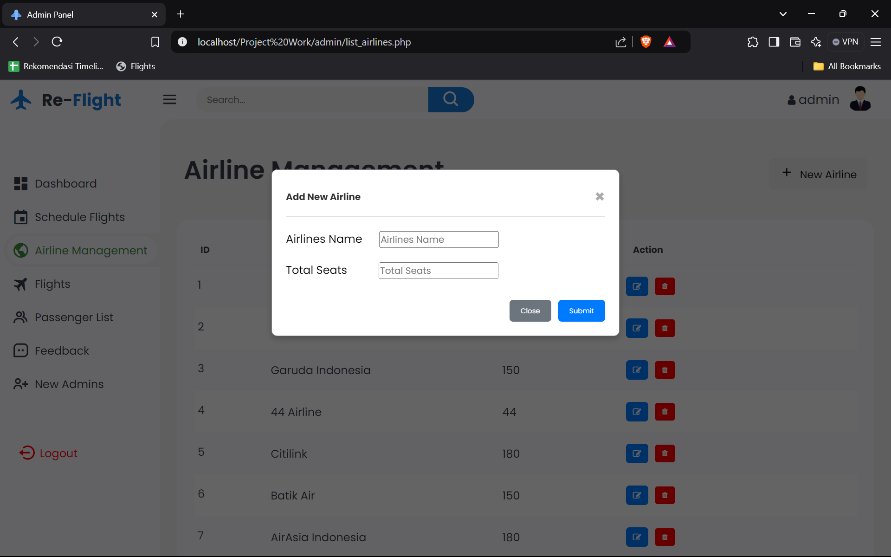 Admin Panel
localhost/Project%20Work/admin/list_airlines.php
VPN
Rekomendasi Timeli...
Flights
All Bookmarks
Re-Flight
Search...
admin
Airline Management
New Airline
Dashboard
Schedule Flights
Airline Management
Flights
Passenger List
Feedback
New Admins
Logout
Add New Airline
Airlines Name
Airlines Name
Total Seats
Total Seats
Close
Submit
ID
Action
1
2
3 Garuda Indonesia 150
4 44 Airline 44
5 Citilink 180
6 Batik Air 150
7 AirAsia Indonesia 180